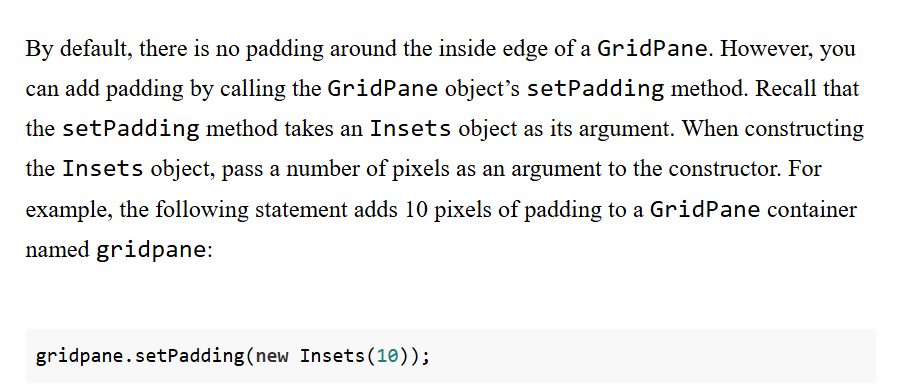 By default, there is no padding around the inside edge of a GridPane. However, you
can add padding by calling the GridPane object’s setPadding method. Recall that
the setPadding method takes an Insets object as its argument. When constructing
the Insets object, pass a number of pixels as an argument to the constructor. For
example, the following statement adds 10 pixels of padding to a GridPane container
named gridpane:
gridpane.setPadding(new Insets(10));